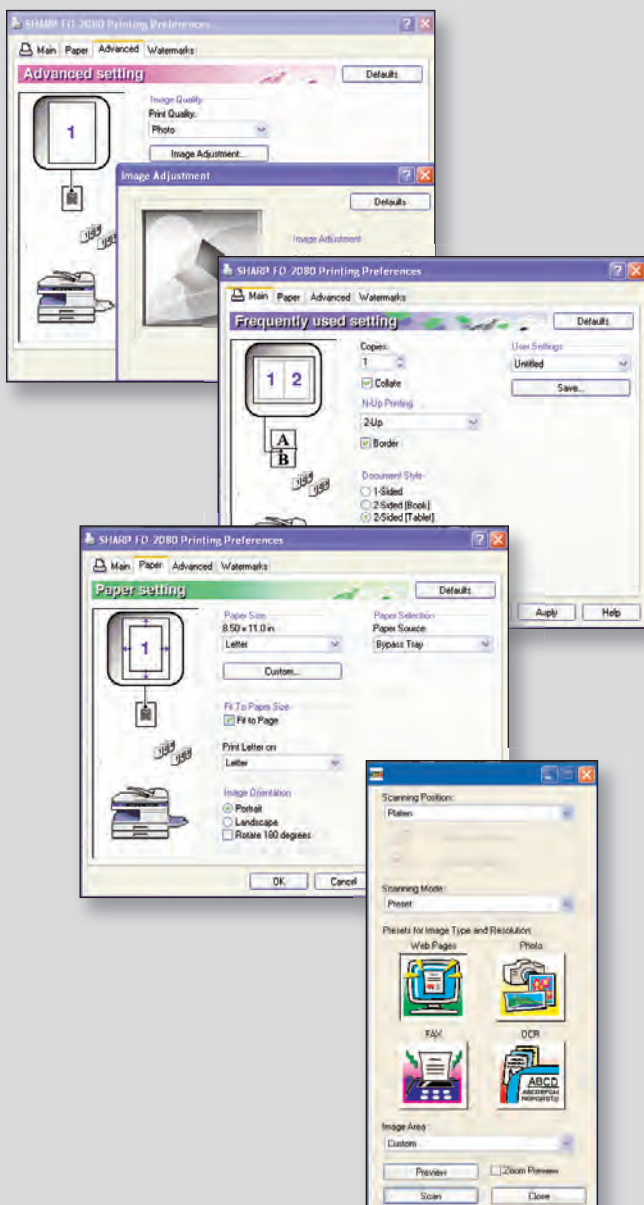 SHARP FO-2080 Printing Preferences
Main Paper Advanced Watermarks
Advanced setting
Defaults
Image Quality
Print Quality:
Photo
Image Adjustment...
1
Image Adjustment
Defaults
Image Adjustment
SHARP FO-2080 Printing Preferences
Main Paper Advanced Watermarks
Frequently used setting
Defaults
Copies:
1
Collate
N-Up Printing
2-Up
Border
Document Style
1-Sided
2-Sided [Book]
2-Sided [Tablet]
User Settings
Untitled
Save...
1 2
A
B
Apply Help
SHARP FO-2080 Printing Preferences
Main Paper Advanced Watermarks
Paper setting
Defaults
Paper Size
8.50 x 11.0 in.
Letter
Custom...
Fit To Paper Size
Fit to Page
Print Letter on
Letter
Image Orientation
Portrait
Landscape
Rotate 180 degrees
Paper Selection
Paper Source:
Bypass Tray
1
OK Cancel
Scanning Position:
Platen
Scanning Mode:
Preset
Presets for Image Type and Resolution:
Web Pages Photo
FAX OCR
ABCD
Image Area :
Custom
Preview Zoom Preview
Scan Close